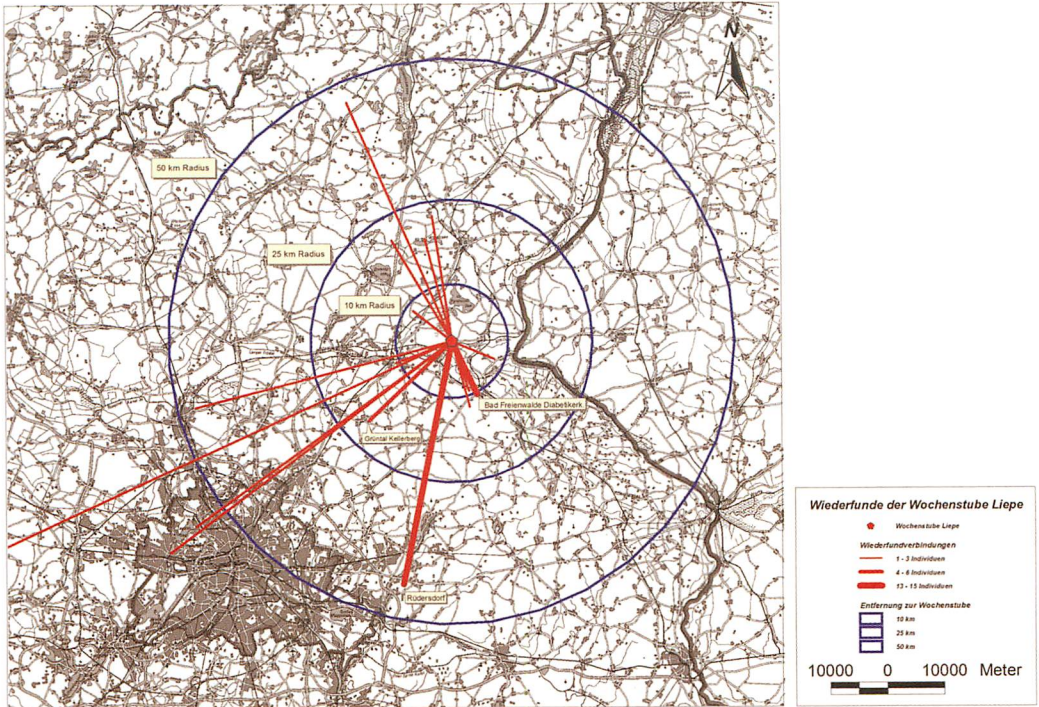 N
50 km Radius
25 km Radius
10 km Radius
Bad Freienwalde Diabetikerk
Grüntal Kellerberg
Rüdersdorf
Wiederfunde der Wochenstube Liepe
Wochenstube Liepe
Wiederfundverbindungen
1 - 3 Individuen
4 - 6 Individuen
13 - 15 Individuen
Entfernung zur Wochenstube
10 km
25 km
50 km
10000 0 10000 Meter